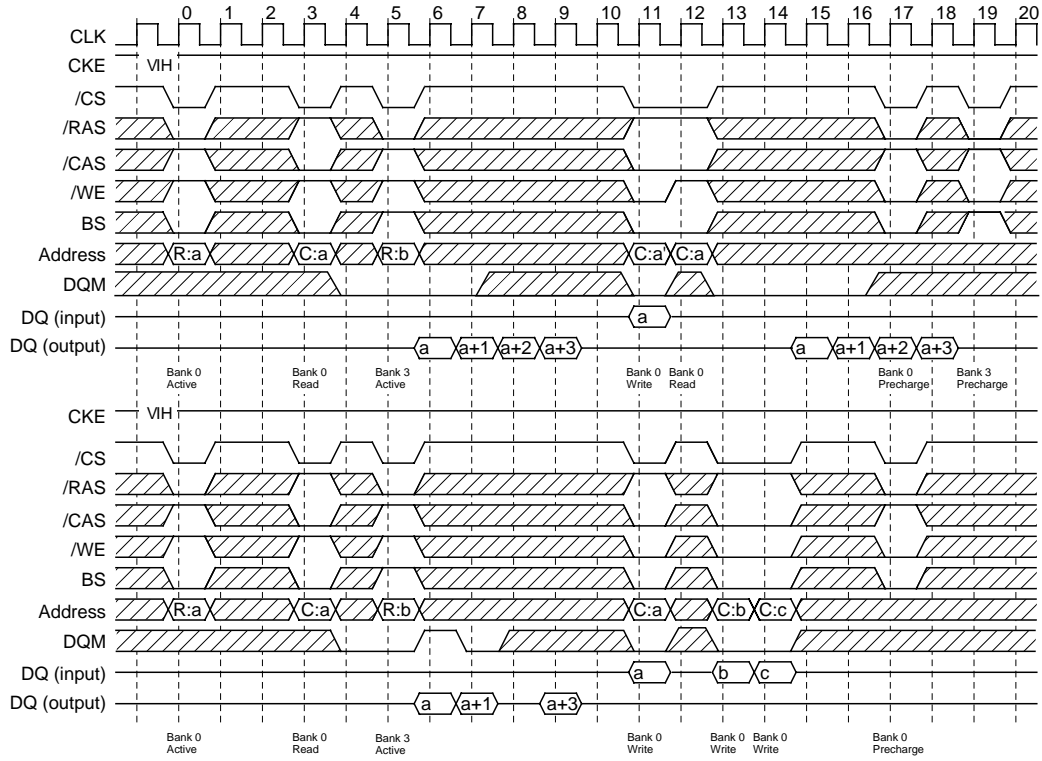 0 1 2 3 4 5 6 7 8 9 10 11 12 13 14 15 16 17 18 19 20
CLK
CKE VIH
/CS
/RAS
/CAS
/WE
BS
Address R:a C:a R:b C:a' C:a
DQM
DQ (input) a
DQ (output) a a+1 a+2 a+3 a a+1 a+2 a+3
Bank 0 Bank 0 Bank 3 Bank 0 Bank 0 Bank 0 Bank 3
Active Read Active Write Read Precharge Precharge
CKE VIH
/CS
/RAS
/CAS
/WE
BS
Address R:a C:a R:b C:a C:b C:c
DQM
DQ (input) a b c
DQ (output) a a+1 a+3
Bank 0 Bank 0 Bank 3 Bank 0 Bank 0 Bank 0 Bank 0
Active Read Active Write Write Write Precharge